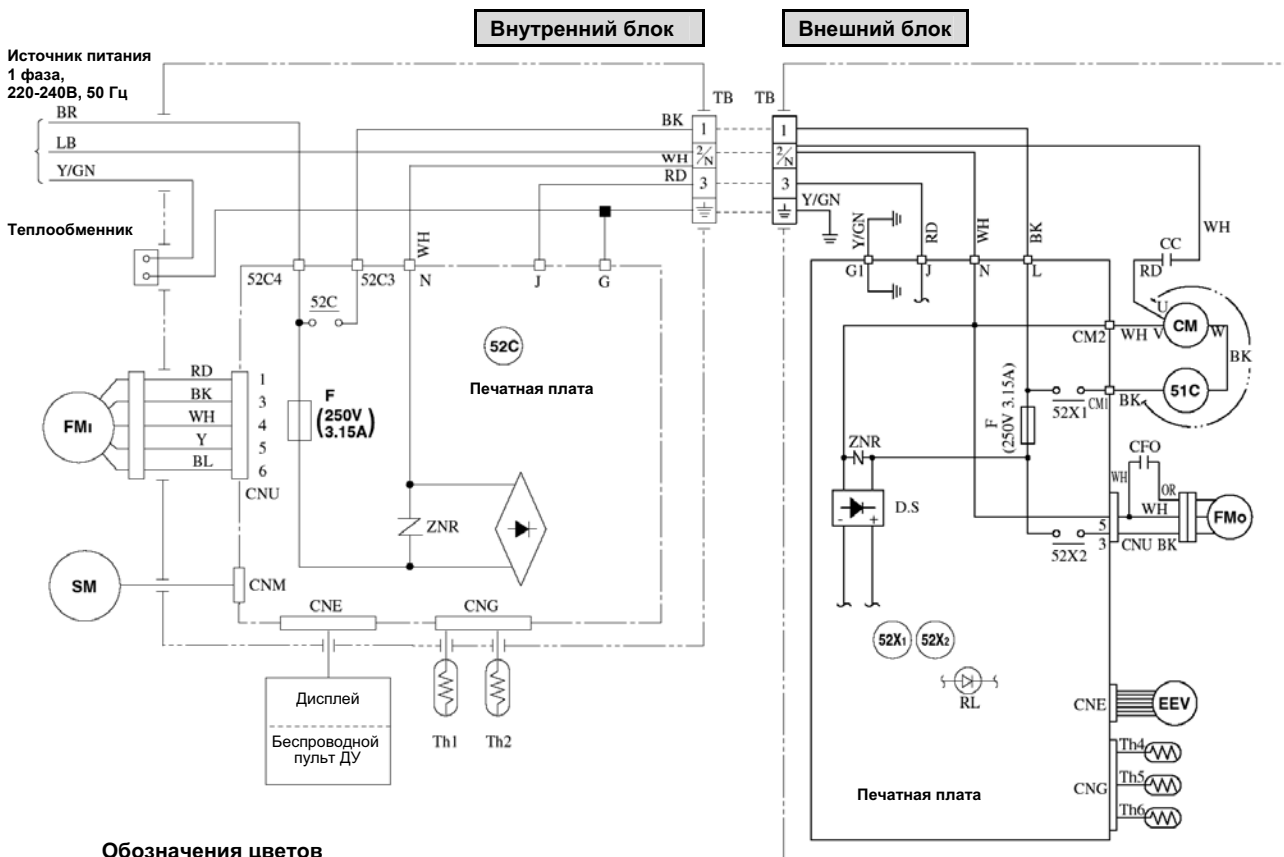 Внутренний блок
Внешний блок
Источник питания
1 фаза,
220-240В, 50 Гц
BR
LB
Y/GN
Теплообменник
TB
TB
BK
1
1
WH
2/N
2/N
RD
3
3
Y/GN
WH
52C4
52C3
N
J
G
52C
52C
Печатная плата
F
(250V
3.15A)
RD
1
BK
3
WH
4
Y
5
BL
6
FMI
CNU
ZNR
SM
CNM
CNE
CNG
Дисплей
Беспроводной
пульт ДУ
Th1
Th2
Y/GN
RD
WH
BK
G1
J
N
L
WH
CC
RD
U
CM
CM2
WH
V
W
BK
51C
52X1
CM1
BK
F
(250V 3.15A)
ZNR
D.S
- +
CFO
WH
OR
WH
5
3
CNU
BK
FMo
52X2
52X1
52X2
RL
CNE
EEV
CNG
Th4
Th5
Th6
Печатная плата
Обозначения цветов